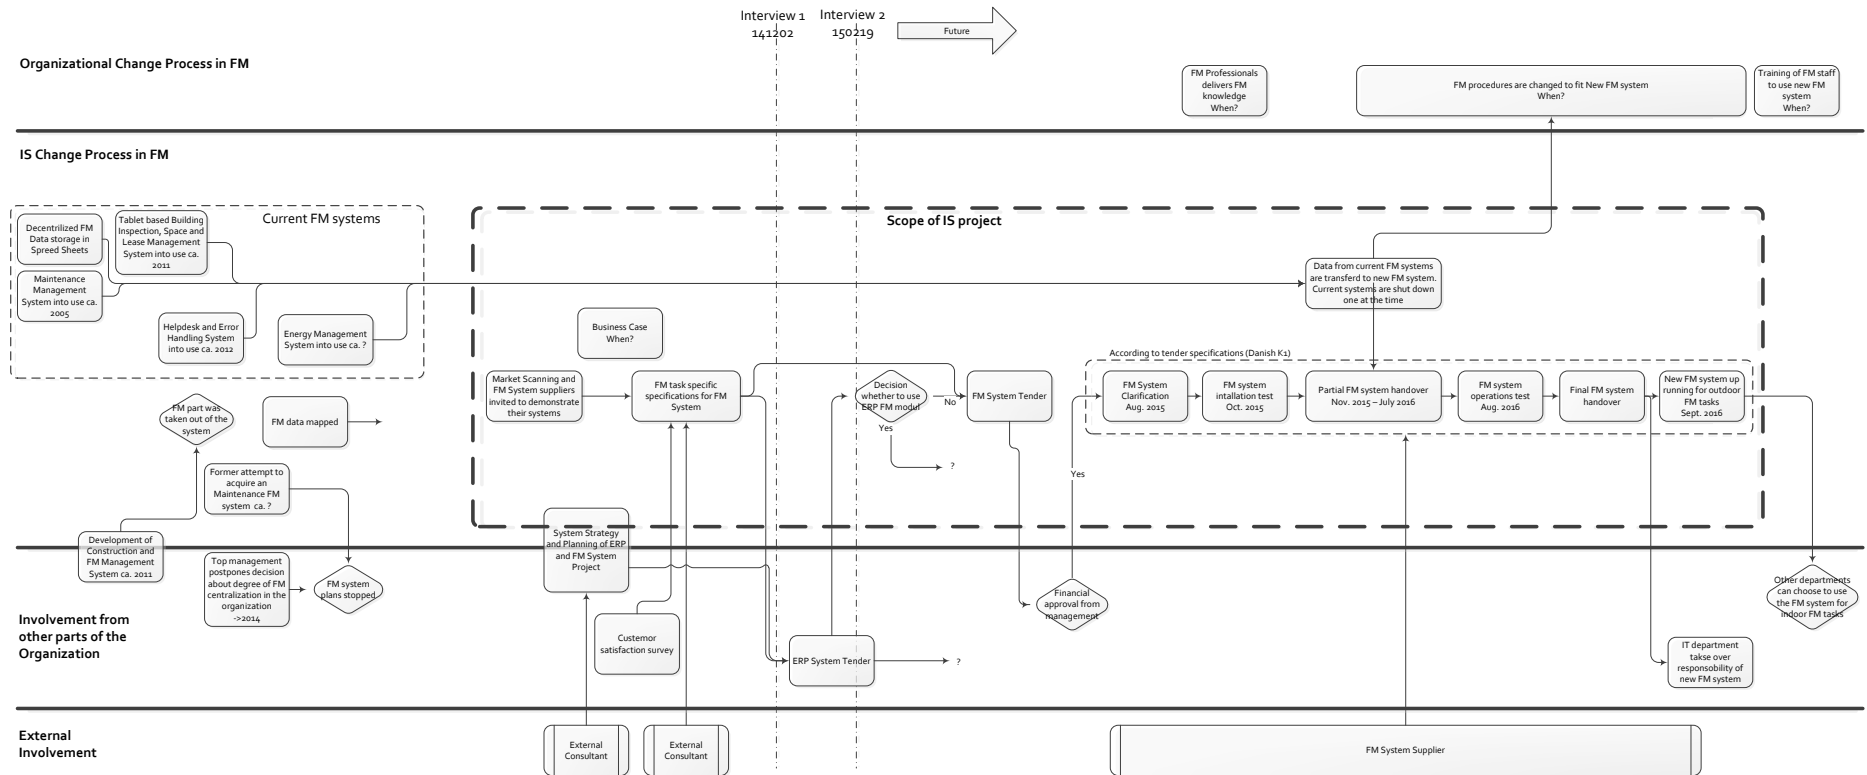 Interview 1
141202
Interview 2
150219
Future
Organizational Change Process in FM
FM Professionals
delivers FM
knowledge
When?
FM procedures are changed to fit New FM system
When?
Training of FM staff
to use new FM
system
When?
IS Change Process in FM
Current FM systems
Decentrilized FM
Data storage in
Spreed Sheets
Tablet based Building
Inspection, Space and
Lease Management
System into use ca.
2011
Maintenance
Management
System into use ca.
2005
Helpdesk and Error
Handling System
into use ca. 2012
Energy Management
System into use ca. ?
Scope of IS project
Data from current FM systems
are transferd to new FM system.
Current systems are shut down
one at the time
Business Case
When?
According to tender specifications (Danish K1)
Market Scanning and
FM System suppliers
invited to demonstrate
their systems
FM task specific
specifications for FM
System
Decision
whether to use
ERP FM modul
No
Yes
?
FM System Tender
FM System
Clarification
Aug. 2015
FM system
intallation test
Oct. 2015
Partial FM system handover
Nov. 2015 – July 2016
FM system
operations test
Aug. 2016
Final FM system
handover
New FM system up
running for outdoor
FM tasks
Sept. 2016
Yes
FM part was
taken out of the
system
FM data mapped
Former attempt to
acquire an
Maintenance FM
system ca. ?
Development of
Construction and
FM Management
System ca. 2011
Top management
postpones decision
about degree of FM
centralization in the
organization
->2014
FM system
plans stopped
System Strategy
and Planning of ERP
and FM System
Project
Involvement from
other parts of the
Organization
Custemor
satisfaction survey
ERP System Tender
?
Financial
approval from
management
Other departments
can choose to use
the FM system for
indoor FM tasks
IT department
takse over
responsobility of
new FM system
External
Involvement
External
Consultant
External
Consultant
FM System Supplier